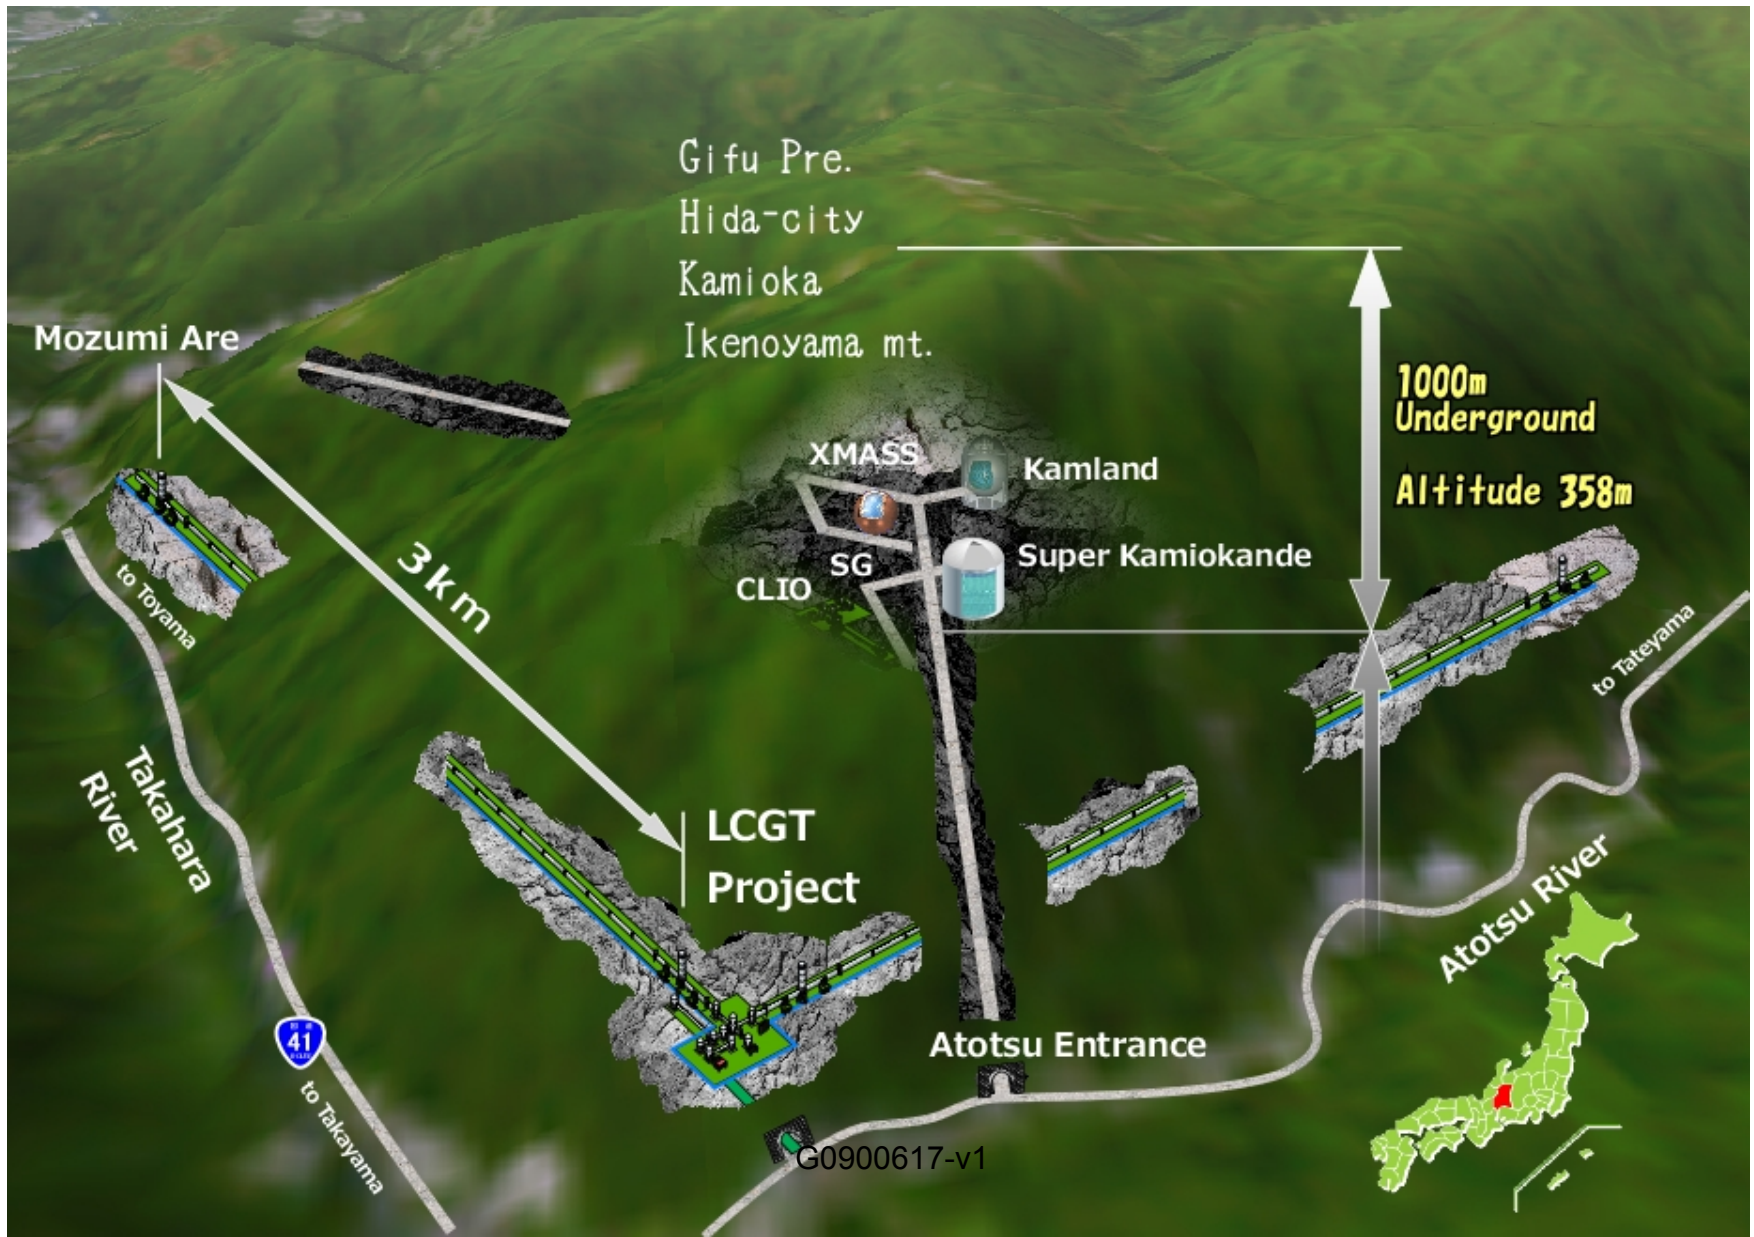 Gifu Pre.
Hida-city
Kamioka
Ikenoyama mt.
Mozumi Are
3km
1000m
Underground
Altitude 358m
XMASS
Kamland
SG
Super Kamiokande
CLIO
to Toyama
to Tateyama
Takahara
River
LCGT
Project
Atotsu River
41
Atotsu Entrance
to Takayama
G0900617-v1